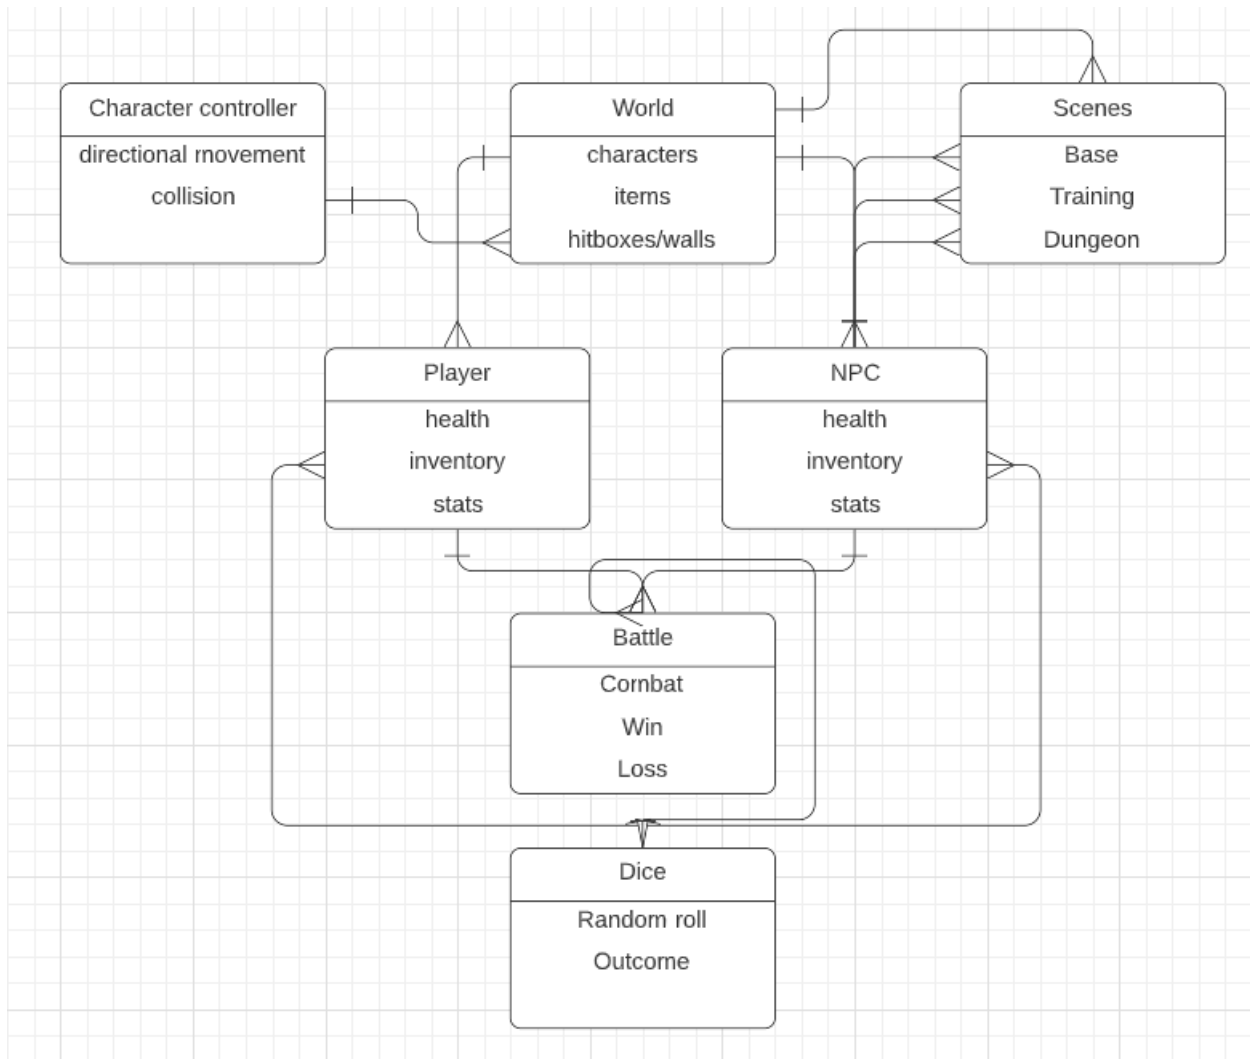 Character controller
directional movement
collision
World
characters
items
hitboxes/walls
Scenes
Base
Training
Dungeon
Player
health
inventory
stats
NPC
health
inventory
stats
Battle
Combat
Win
Loss
Dice
Random roll
Outcome